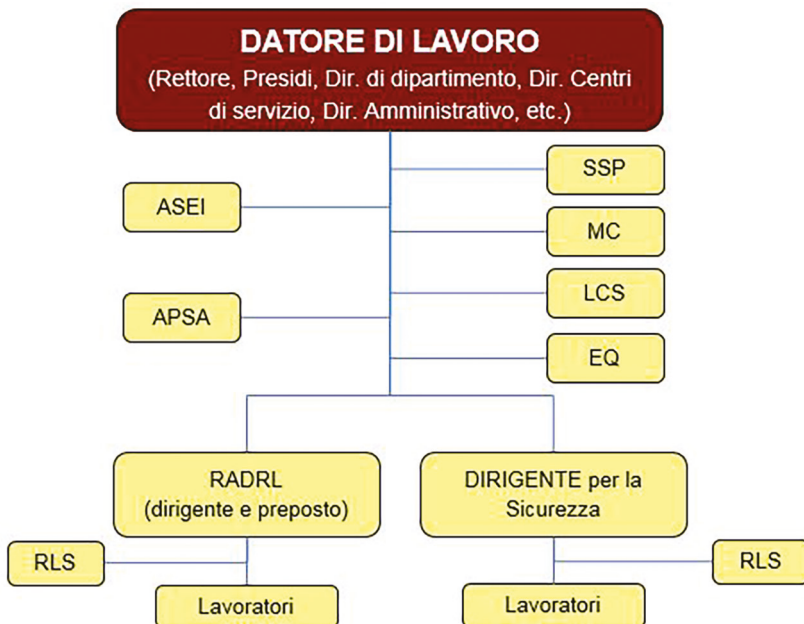 DATORE DI LAVORO
(Rettore, Presidi, Dir. di dipartimento, Dir. Centri
di servizio, Dir. Amministrativo, etc.)
SSP
ASEI
MC
LCS
APSA
EQ
RADRL
(dirigente e preposto)
DIRIGENTE per la
Sicurezza
RLS
RLS
Lavoratori
Lavoratori